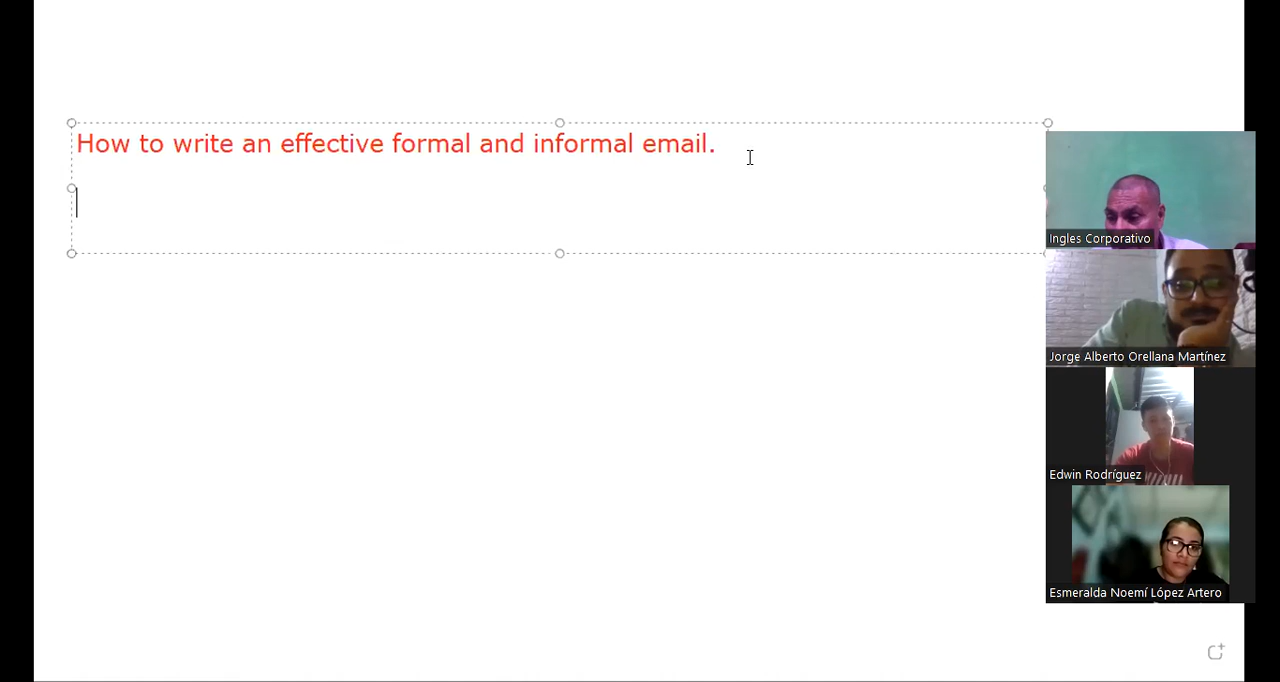 How to write an effective formal and informal email.
Ingles Corporativo
Jorge Alberto Orellana Martínez
Edwin Rodríguez
Esmeralda Noemí López Artero